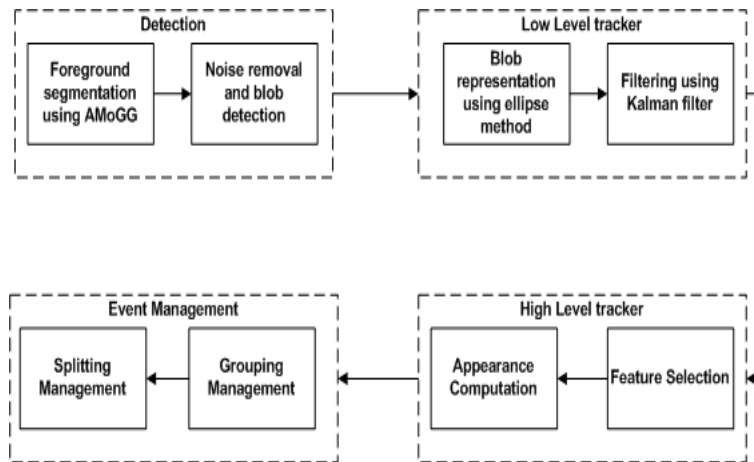 Detection
Foreground
segmentation
using AMoGG
Noise removal
and blob
detection
Low Level tracker
Blob
representation
using ellipse
method
Filtering using
Kalman filter
Event Management
Splitting
Management
Grouping
Management
High Level tracker
Appearance
Computation
Feature Selection